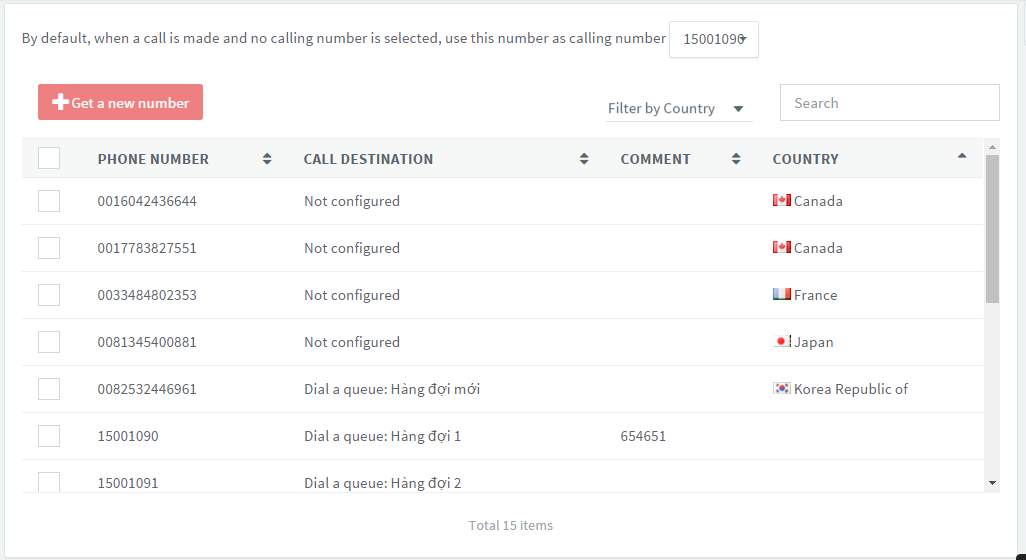 By default, when a call is made and no calling number is selected, use this number as calling number 15001090
Get a new number
Filter by Country
Search
PHONE NUMBER CALL DESTINATION COMMENT COUNTRY
0016042436644 Not configured Canada
0017783827551 Not configured Canada
0033484802353 Not configured France
0081345400881 Not configured Japan
0082532446961 Dial a queue: Hàng đợi mới Korea Republic of
15001090 Dial a queue: Hàng đợi 1 654651
15001091 Dial a queue: Hàng đợi 2
Total 15 items